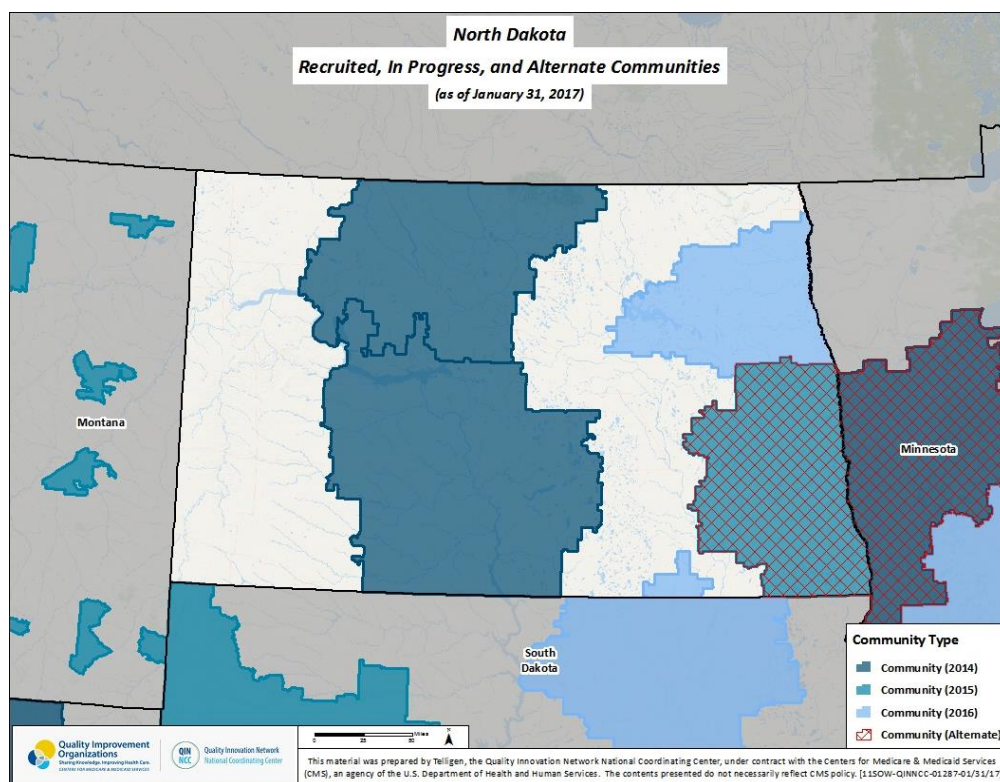 North Dakota
Recruited, In Progress, and Alternate Communities
(as of January 31, 2017)
Montana
Minnesota
South
Dakota
Community Type
Community (2014)
Community (2015)
Community (2016)
Community (Alternate)
Quality Improvement
Organizations
Sharing Knowledge. Improving Health Care.
CENTERS FOR MEDICARE & MEDICAID SERVICES
QIN
NCC
Quality Innovation Network
National Coordinating Center
Miles
0 25 50
N
This material was prepared by Telligen, the Quality Innovation Network National Coordinating Center, under contract with the Centers for Medicare & Medicaid Services
(CMS), an agency of the U.S. Department of Health and Human Services. The contents presented do not necessarily reflect CMS policy. [11SOW-QINNCC-01287-01/31/17]